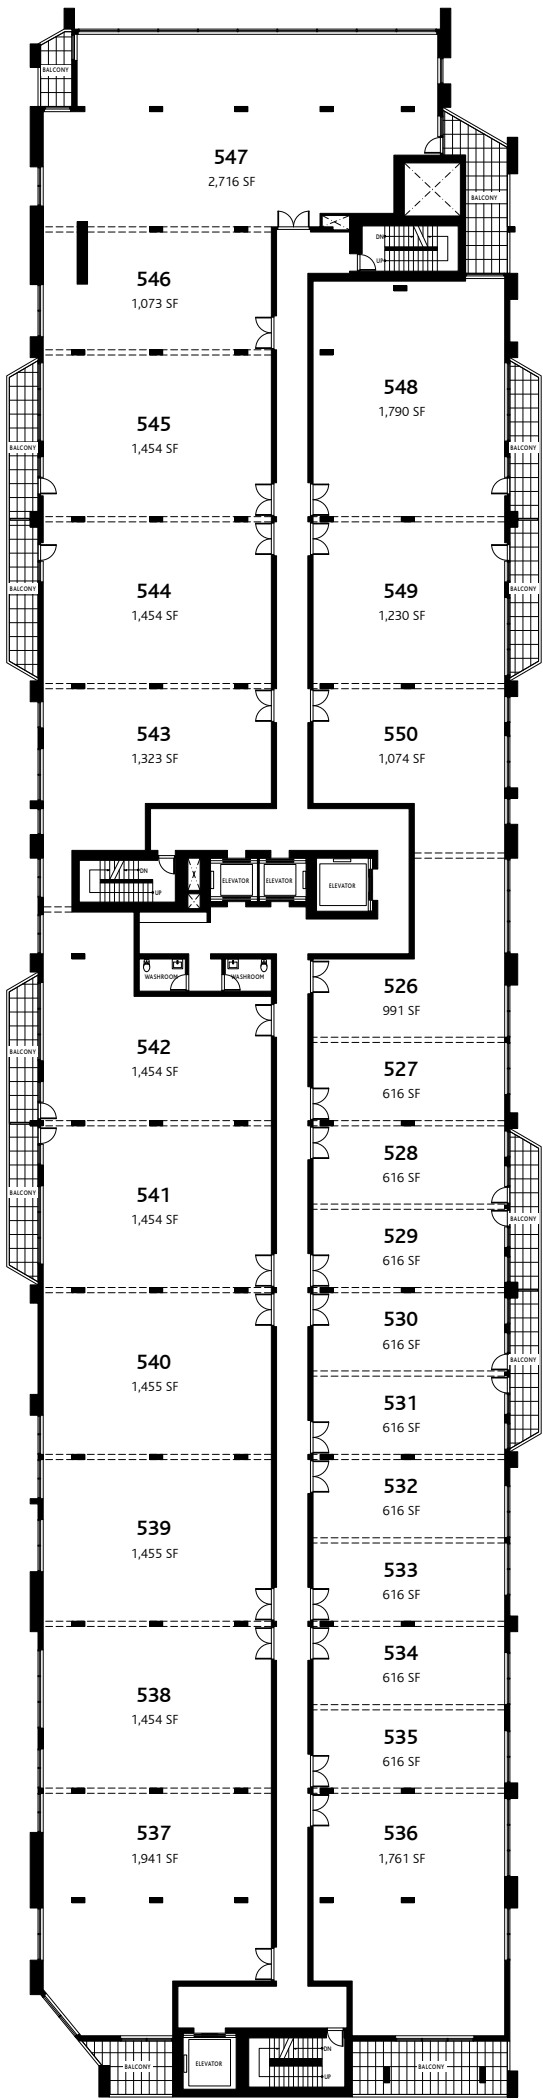 BALCONY
547
2,716 SF
BALCONY
DN
UP
546
1,073 SF
548
1,790 SF
545
1,454 SF
BALCONY
BALCONY
544
1,454 SF
549
1,230 SF
BALCONY
BALCONY
543
1,323 SF
550
1,074 SF
DN
UP
ELEVATOR
ELEVATOR
ELEVATOR
WASHROOM
WASHROOM
526
991 SF
542
1,454 SF
BALCONY
527
616 SF
528
616 SF
541
1,454 SF
BALCONY
BALCONY
529
616 SF
530
616 SF
540
1,455 SF
BALCONY
531
616 SF
532
616 SF
539
1,455 SF
533
616 SF
534
616 SF
538
1,454 SF
535
616 SF
537
1,941 SF
536
1,761 SF
BALCONY
ELEVATOR
DN
UP
BALCONY